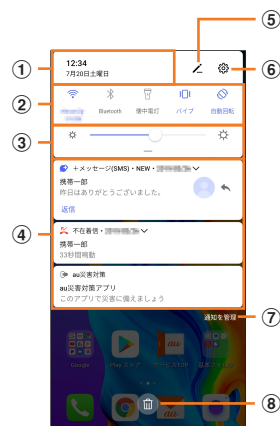 ⑤
12:34
7月20日土曜日
① ⑥
②
Bluetooth 懐中電灯 バイブ 自動回転
③
+メッセージ(SMS)・NEW・
携帯一郎
昨日はありがとうございました。
返信
④
不在着信・
携帯一郎
33秒間鳴動
au災害対策
au災害対策アプリ
このアプリで災害に備えましょう
通知を管理 ⑦
Google Play ストア
au
⑧